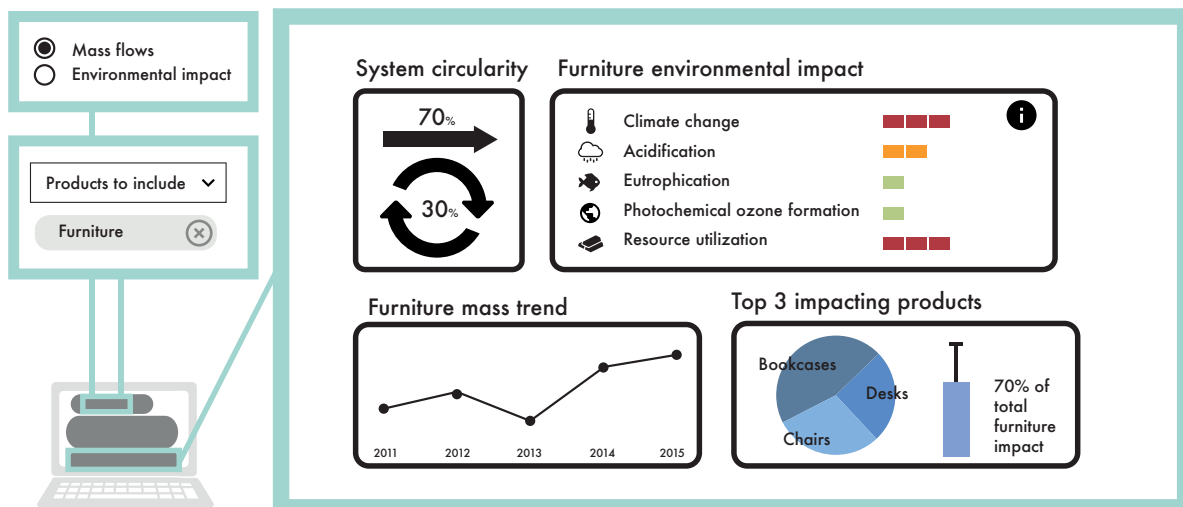 Mass flows
Environmental impact
Products to include
Furniture
System circularity
70%
30%
Furniture environmental impact
Climate change
Acidification
Eutrophication
Photochemical ozone formation
Resource utilization
i
Furniture mass trend
2011 2012 2013 2014 2015
Top 3 impacting products
Bookcases
Desks
Chairs
70% of
total
furniture
impact